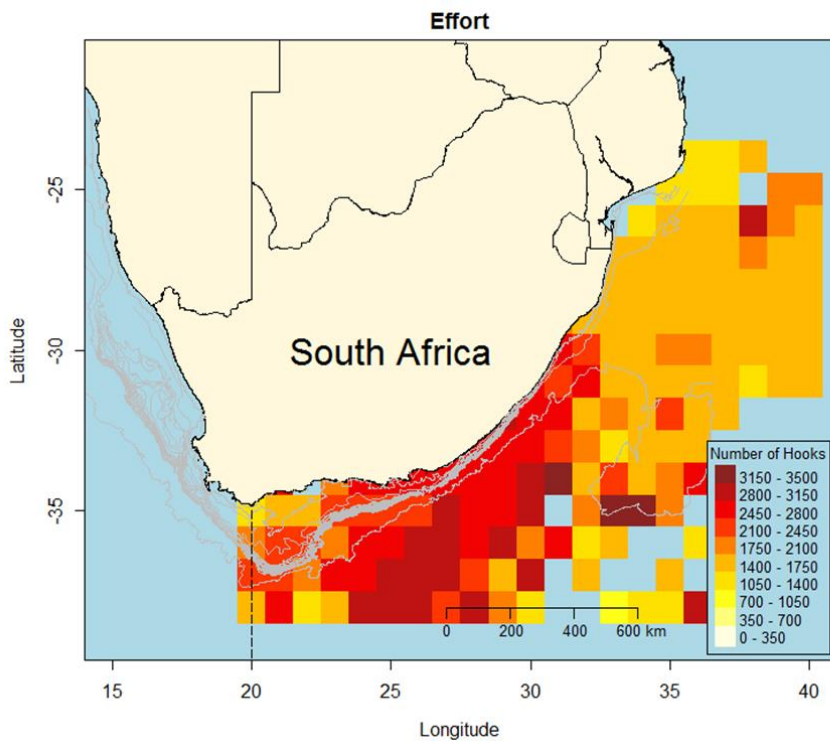 Effort
-25
-30
-35
Latitude
South Africa
Number of Hooks
3150 - 3500
2800 - 3150
2450 - 2800
2100 - 2450
1750 - 2100
1400 - 1750
1050 - 1400
700 - 1050
350 - 700
0 - 350
0 200 400 600 km
15 20 25 30 35 40
Longitude